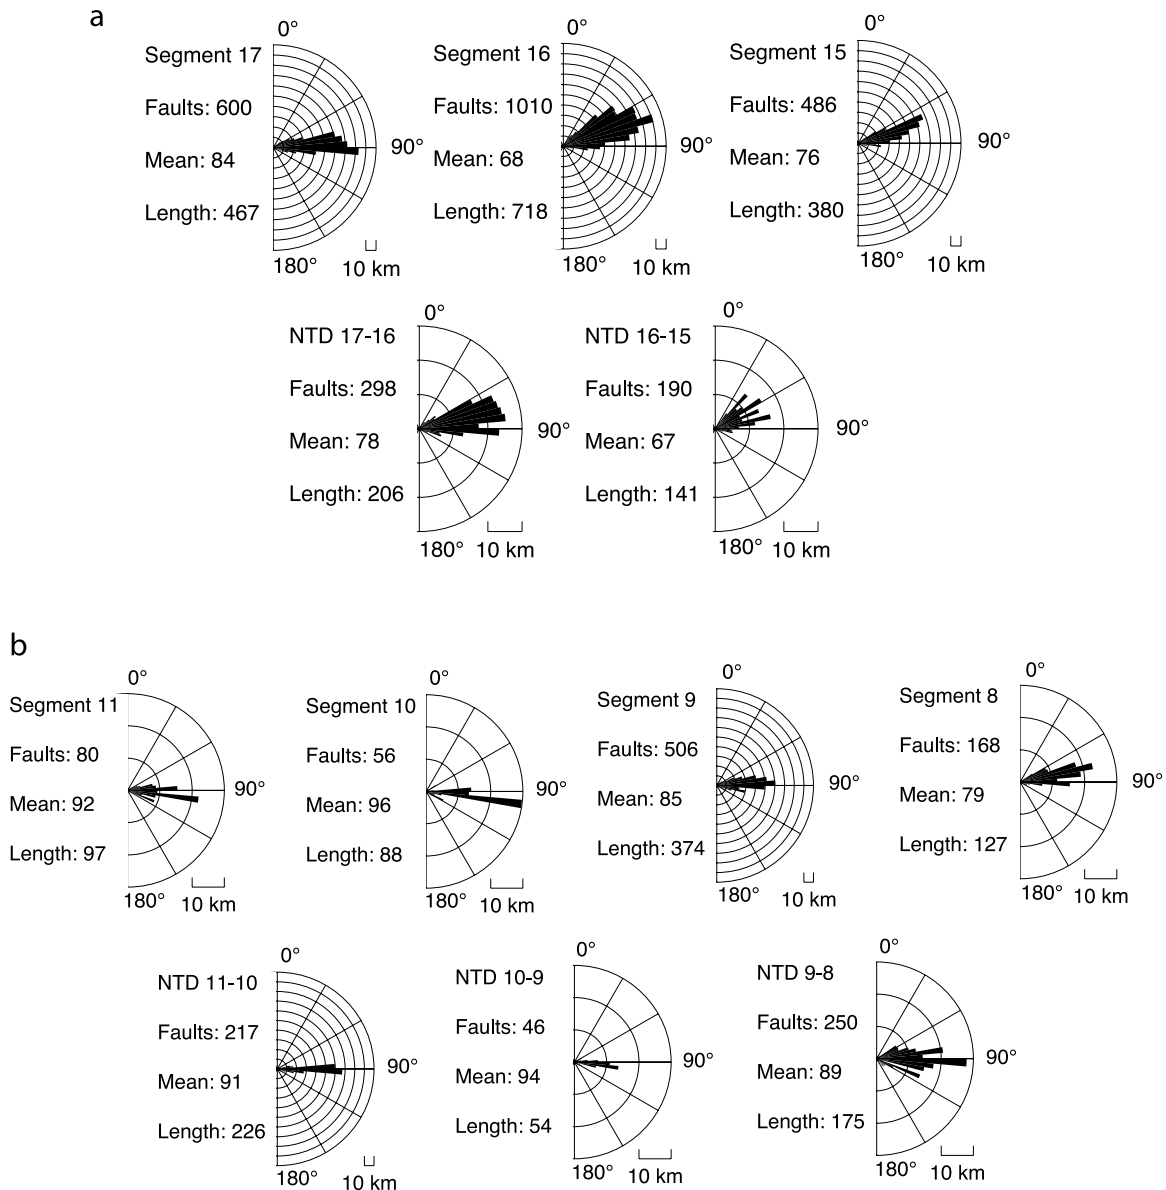 a
0°
Segment 17
Faults: 600
Mean: 84
Length: 467
90°
180°
10 km
0°
Segment 16
Faults: 1010
Mean: 68
Length: 718
90°
180°
10 km
0°
Segment 15
Faults: 486
Mean: 76
Length: 380
90°
180°
10 km
0°
NTD 17-16
Faults: 298
Mean: 78
Length: 206
90°
180°
10 km
0°
NTD 16-15
Faults: 190
Mean: 67
Length: 141
90°
180°
10 km
b
0°
Segment 11
Faults: 80
Mean: 92
Length: 97
90°
180°
10 km
0°
Segment 10
Faults: 56
Mean: 96
Length: 88
90°
180°
10 km
0°
Segment 9
Faults: 506
Mean: 85
Length: 374
90°
180°
10 km
0°
Segment 8
Faults: 168
Mean: 79
Length: 127
90°
180°
10 km
0°
NTD 11-10
Faults: 217
Mean: 91
Length: 226
90°
180°
10 km
0°
NTD 10-9
Faults: 46
Mean: 94
Length: 54
90°
180°
10 km
0°
NTD 9-8
Faults: 250
Mean: 89
Length: 175
90°
180°
10 km